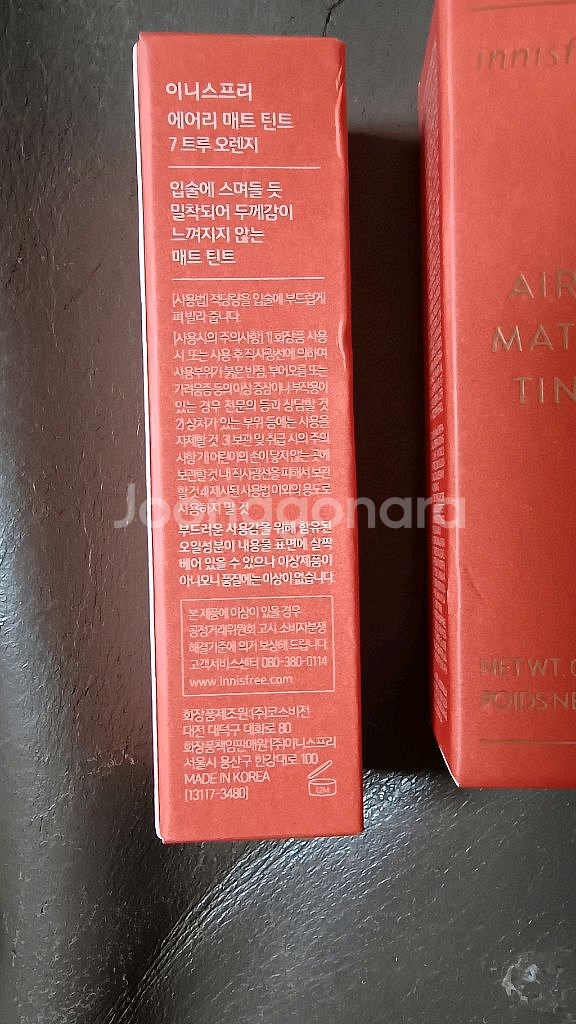 이니스프리
에어리 매트 틴트
7 트루 오렌지
입술에 스며들 듯
밀착되어 두께감이
느껴지지 않는
매트 틴트
[사용법] 적당량을 입술에 부드럽게
펴 발라 줍니다.
[사용시의 주의사항] 1) 화장품 사용
시 또는 사용 후 직사광선에 의하여
사용부위가 붉은 반점, 부어오름 또는
가려움증 등의 이상 증상이나 부작용이
있는 경우 전문의 등과 상담할 것
2) 상처가 있는 부위 등에는 사용을
자제할 것 3) 보관 및 취급 시의 주의
사항 가) 어린이의 손이 닿지 않는 곳에
보관할 것 나) 직사광선을 피해서 보관
할 것 4) 제시된 사용법 이외의 용도로
사용하지 말 것
부드러운 사용감을 위해 함유된
오일성분이 내용물 표면에 살짝
베어 있을 수 있으나 이상제품이
아니오니 품질에는 이상이 없습니다.
본 제품에 이상이 있을 경우
공정거래위원회 고시 소비자분쟁
해결기준에 의거 보상해 드립니다.
고객서비스센터 080-380-0114
www.innisfree.com
화장품제조원:(주)코스비전
대전 대덕구 대화로 80
화장품책임판매원:(주)이니스프리
서울시 용산구 한강대로 100
MADE IN KOREA
[13117-3480]
12M
innisf
AIR
MAT
TIN
NET WT. 0
POIDS NE
Joonggonara